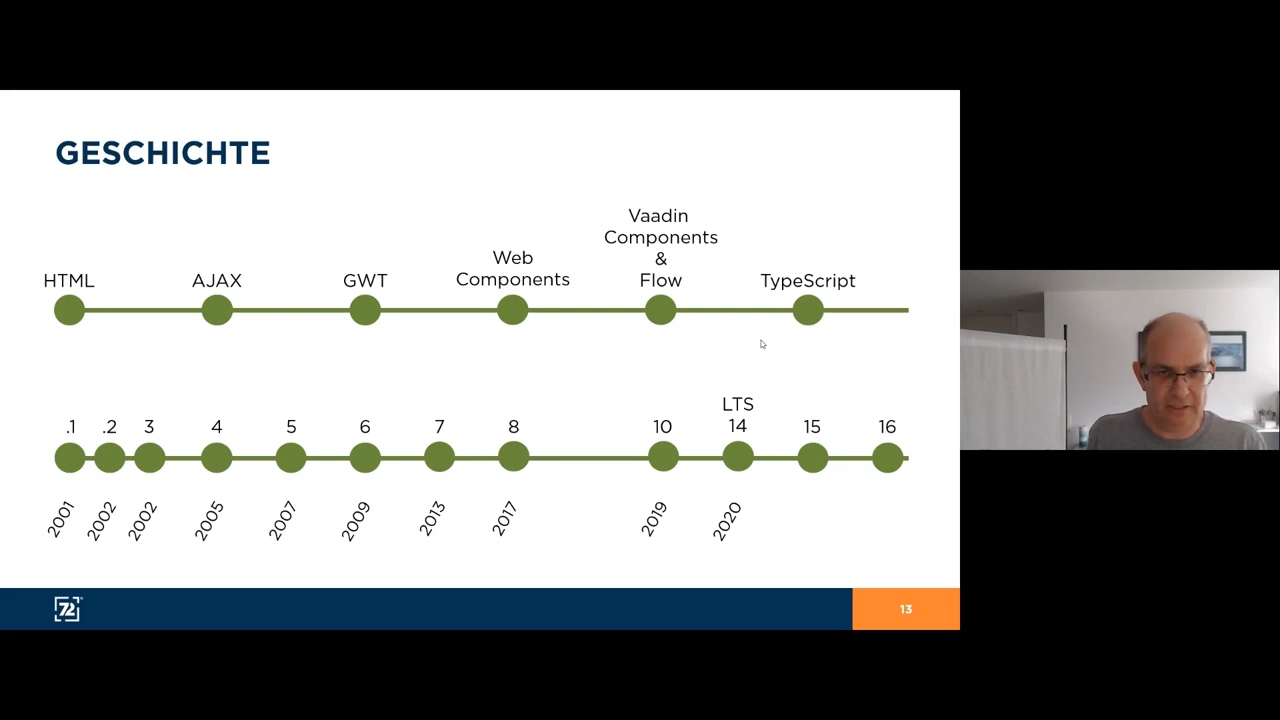 GESCHICHTE
Vaadin
Components
&
Flow
Web
Components
HTML
AJAX
GWT
TypeScript
LTS
.1
.2
3
4
5
6
7
8
10
14
15
16
2001
2002
2002
2005
2007
2009
2013
2017
2019
2020
72
13